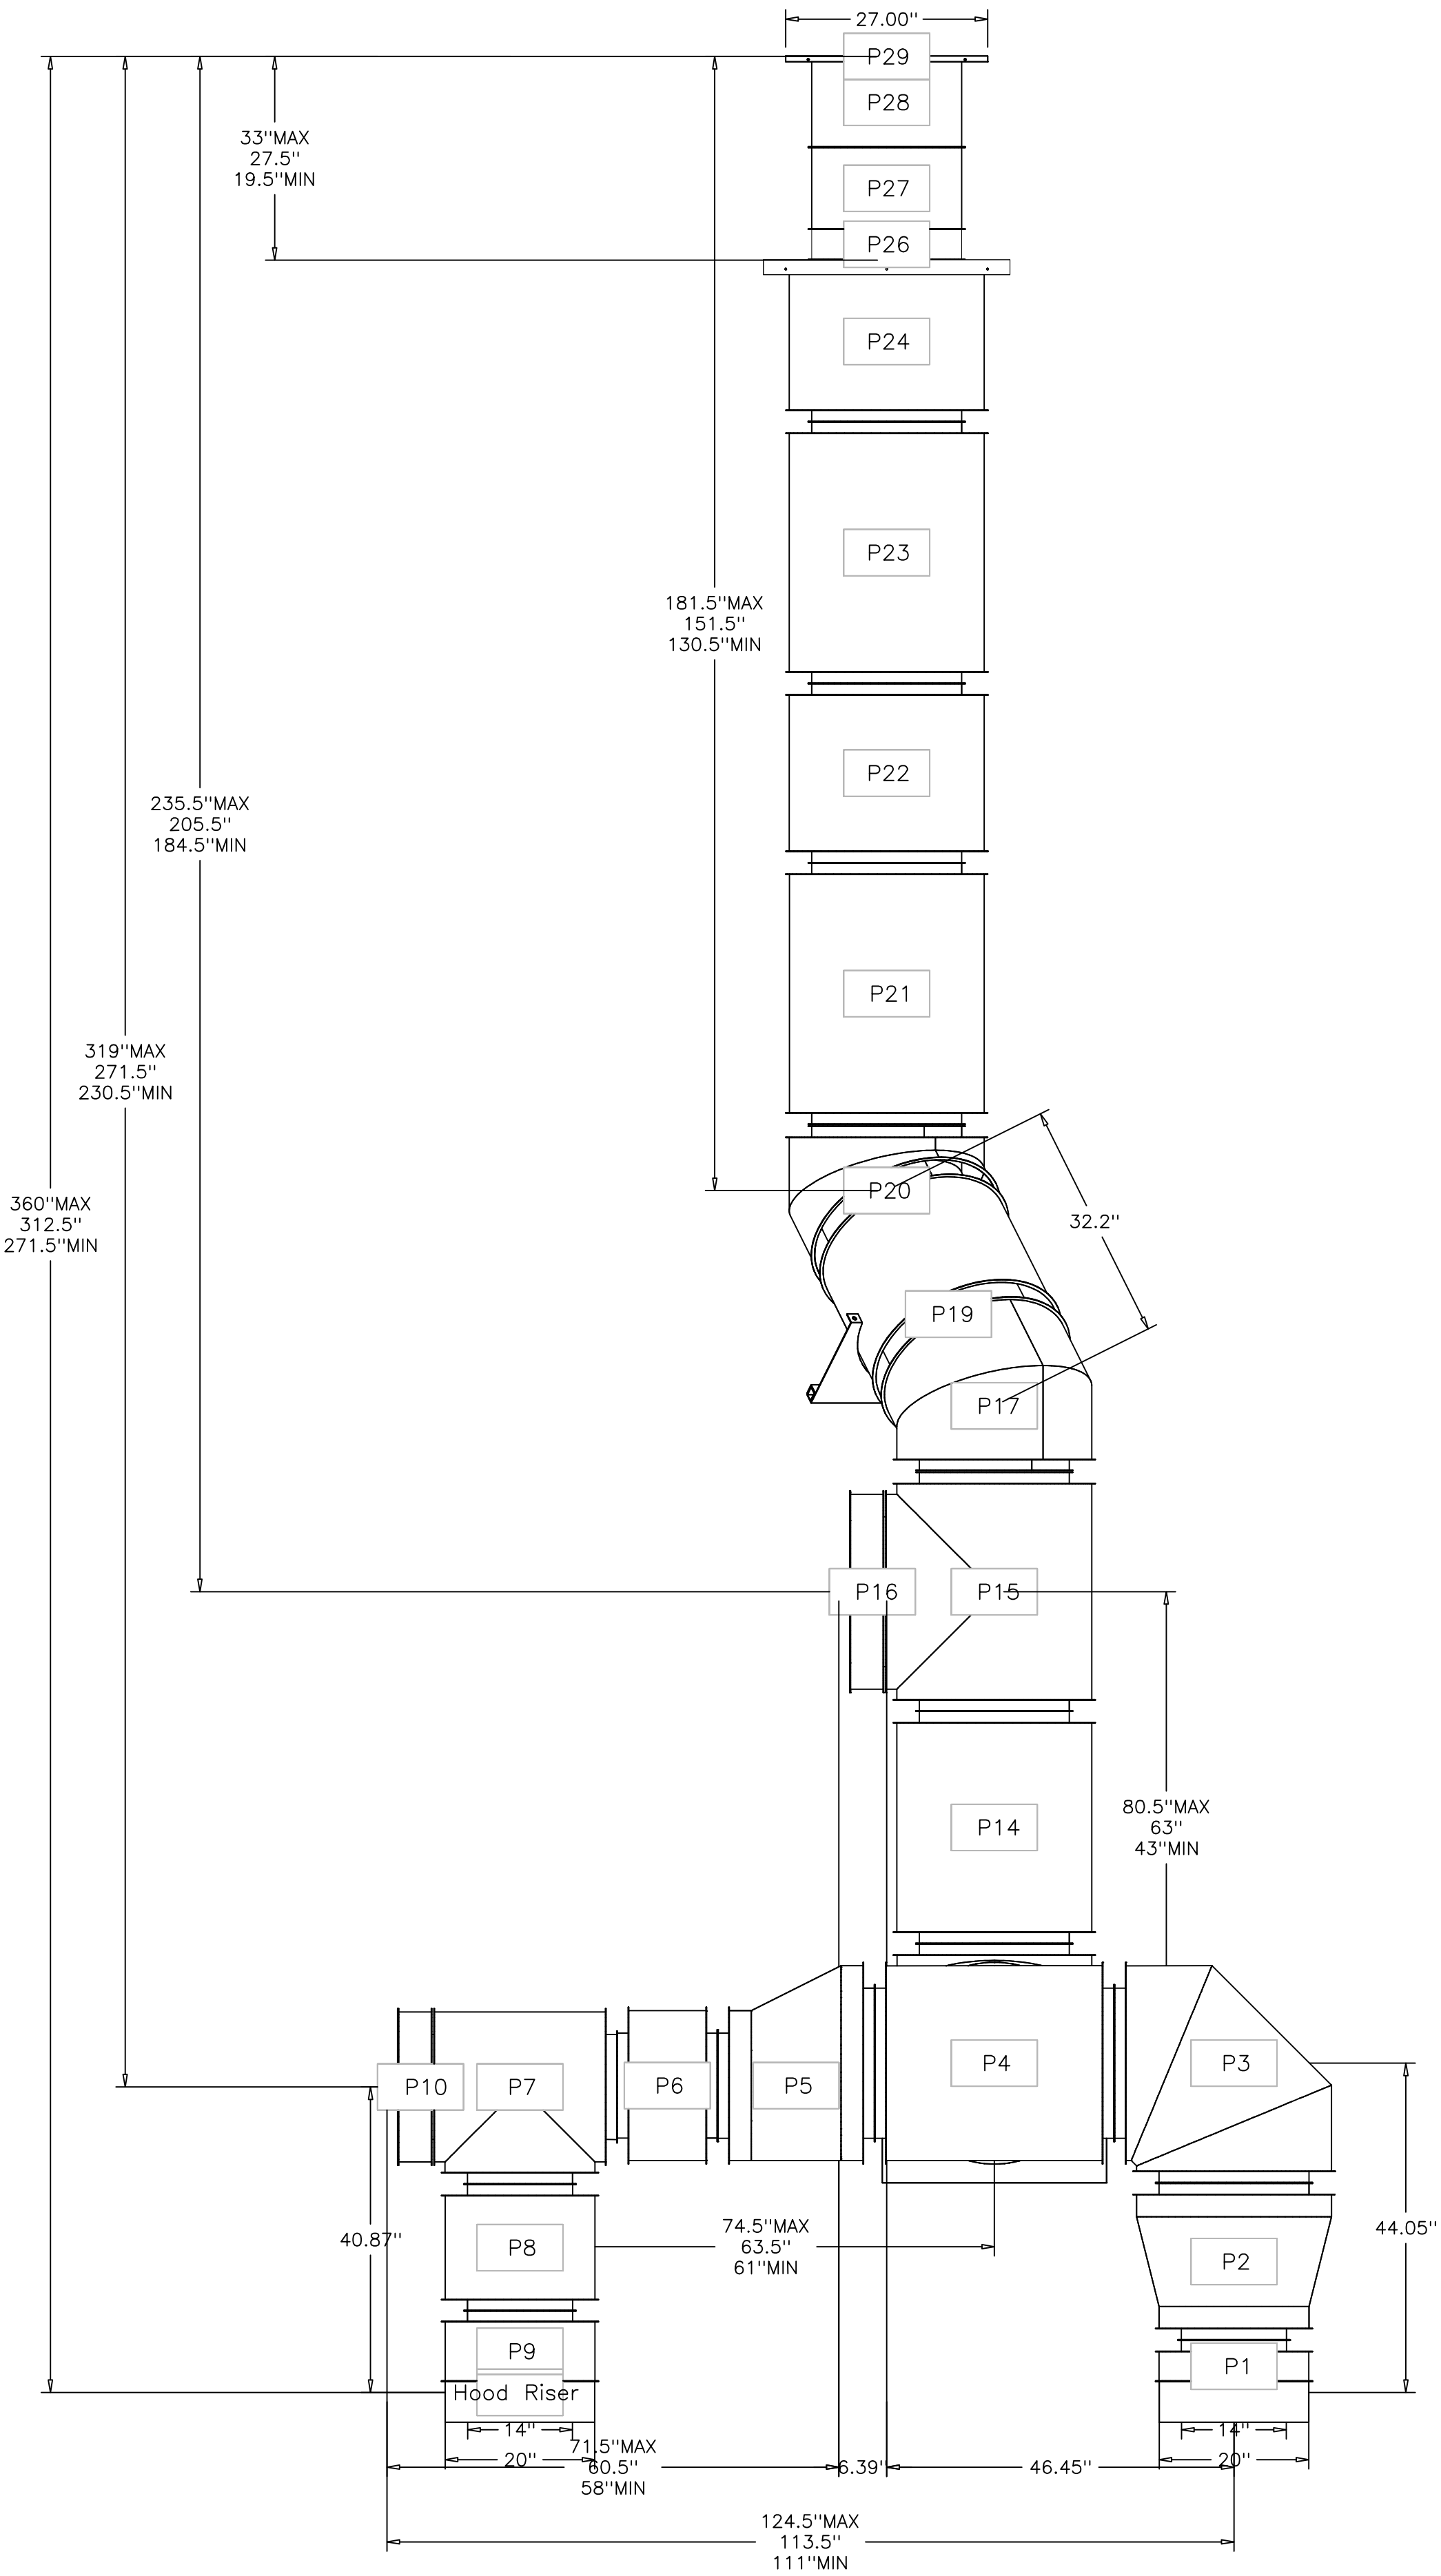 27.00"
P29
P28
33"MAX
27.5"
19.5"MIN
P27
P26
P24
P23
181.5"MAX
151.5"
130.5"MIN
P22
235.5"MAX
205.5"
184.5"MIN
P21
319"MAX
271.5"
230.5"MIN
P20
360"MAX
312.5"
271.5"MIN
32.2"
P19
P17
P16
P15
80.5"MAX
63"
43"MIN
P14
P4
P3
P10
P7
P6
P5
40.87"
P8
74.5"MAX
63.5"
61"MIN
44.05"
P2
P9
P1
Hood Riser
14"
14"
71.5"MAX
20"
60.5"
58"MIN
6.39"
46.45"
20"
124.5"MAX
113.5"
111"MIN